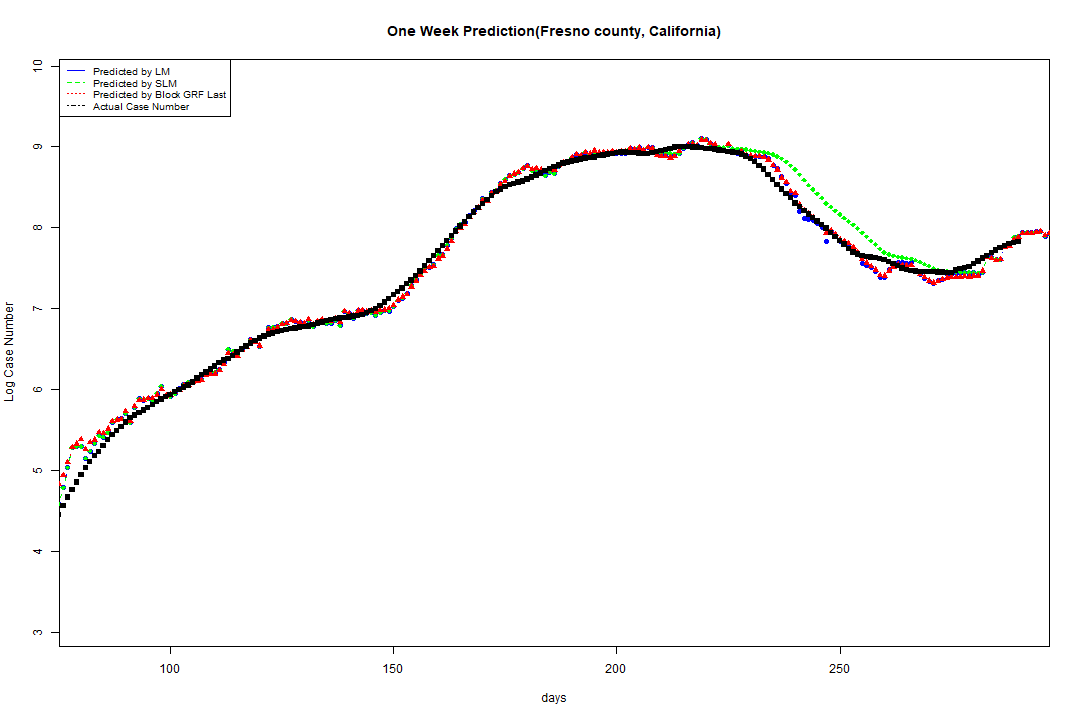 One Week Prediction(Fresno county, California)
Predicted by LM
Predicted by SLM
Predicted by Block GRF Last
Actual Case Number
10
9
8
7
6
5
4
3
Log Case Number
100 150 200 250
days